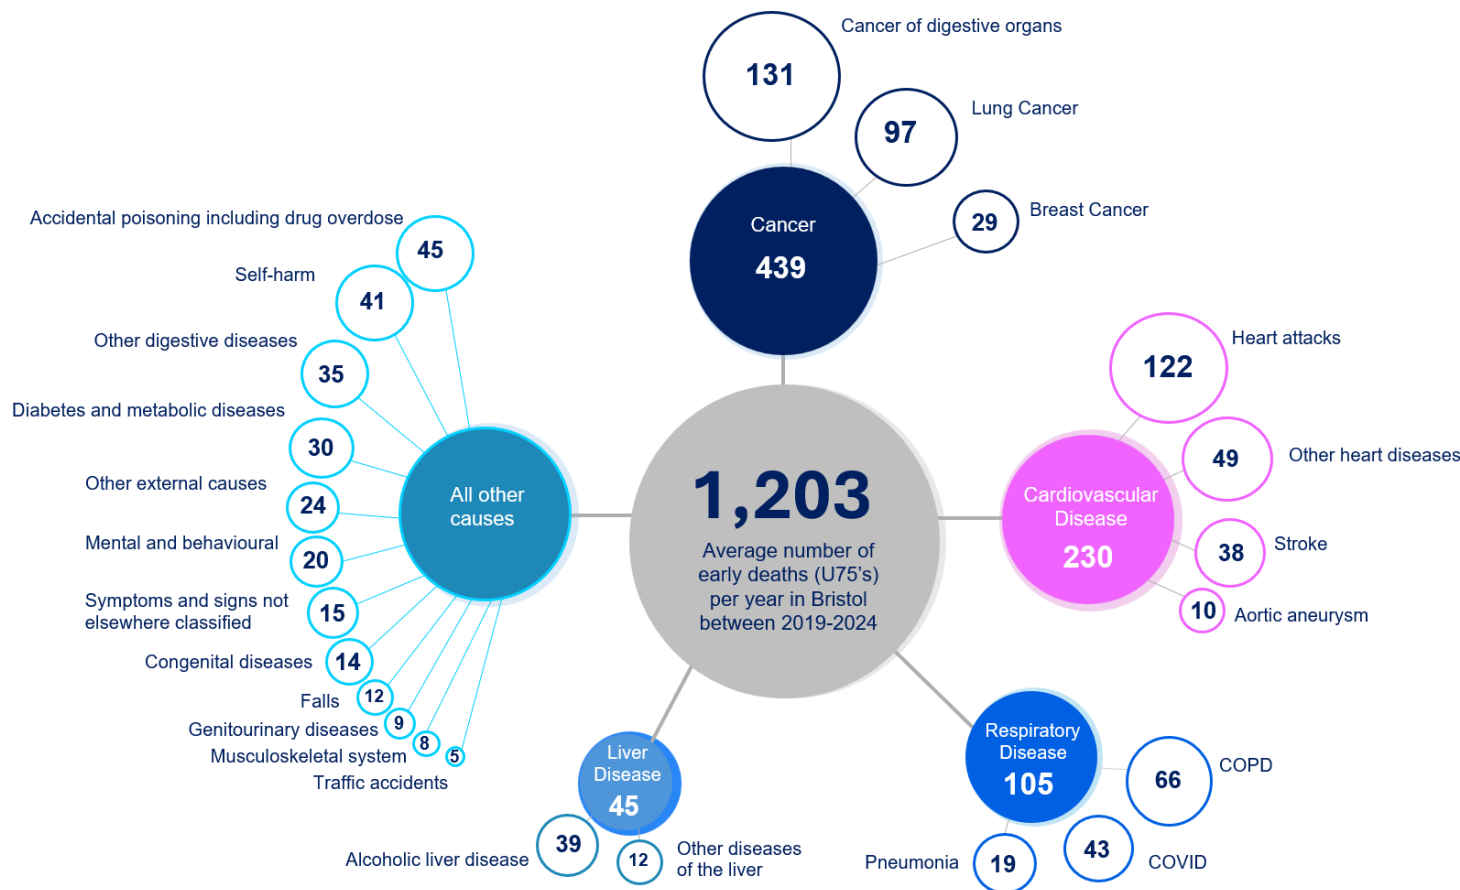 131
Cancer of digestive organs
97
Lung Cancer
29
Breast Cancer
Cancer
439
122
Heart attacks
49
Other heart diseases
Cardiovascular
Disease
230
38
Stroke
10
Aortic aneurysm
1,203
Average number of
early deaths (U75's)
per year in Bristol
between 2019-2024
Respiratory
Disease
105
66
COPD
43
COVID
Pneumonia
19
Liver
Disease
45
Alcoholic liver disease
39
12
Other diseases
of the liver
All other
causes
Accidental poisoning including drug overdose
45
Self-harm
41
Other digestive diseases
35
Diabetes and metabolic diseases
30
Other external causes
24
Mental and behavioural
20
Symptoms and signs not
elsewhere classified
15
Congenital diseases
14
Falls
12
Genitourinary diseases
9
Musculoskeletal system
8
Traffic accidents
5